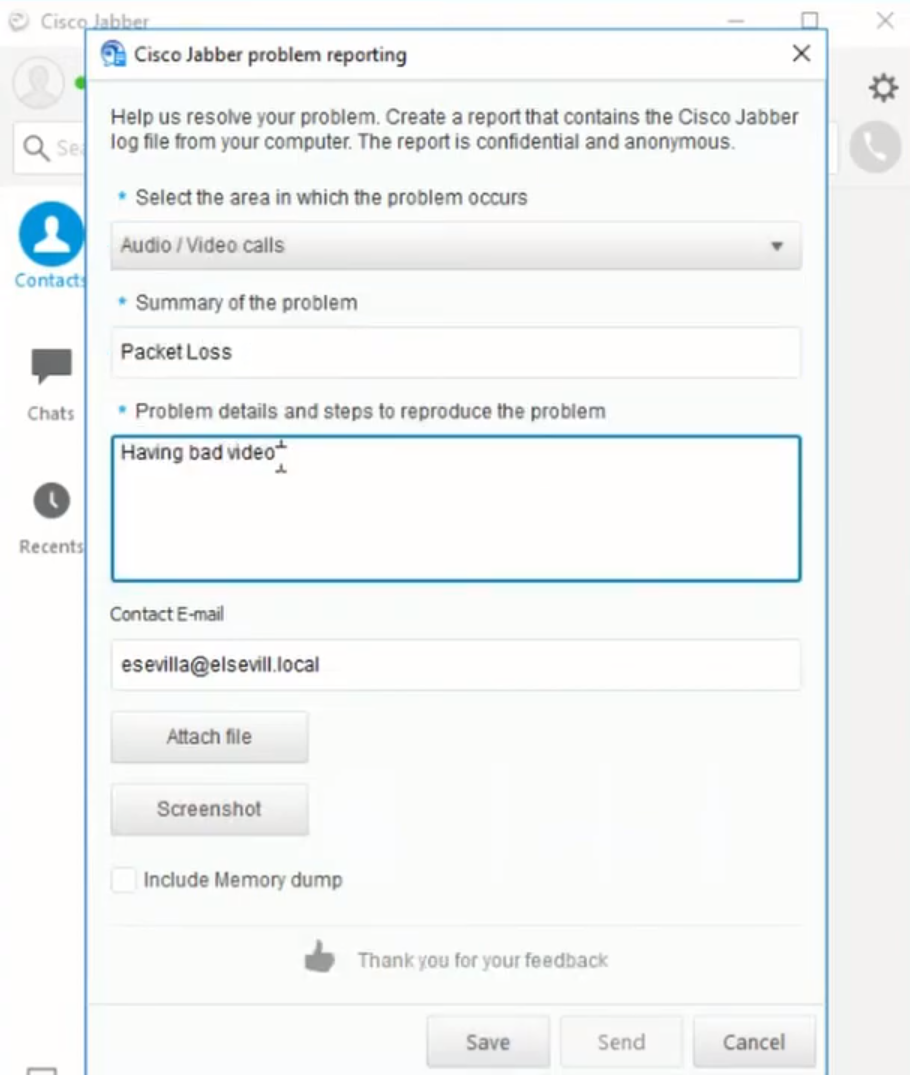 Cisco Jabber
Cisco Jabber problem reporting
Help us resolve your problem. Create a report that contains the Cisco Jabber
log file from your computer. The report is confidential and anonymous.
Sea
* Select the area in which the problem occurs
Audio / Video calls
Contacts
* Summary of the problem
Packet Loss
Chats
* Problem details and steps to reproduce the problem
Having bad video
Recents
Contact E-mail
esevilla@elsevill.local
Attach file
Screenshot
Include Memory dump
Thank you for your feedback
Save Send Cancel